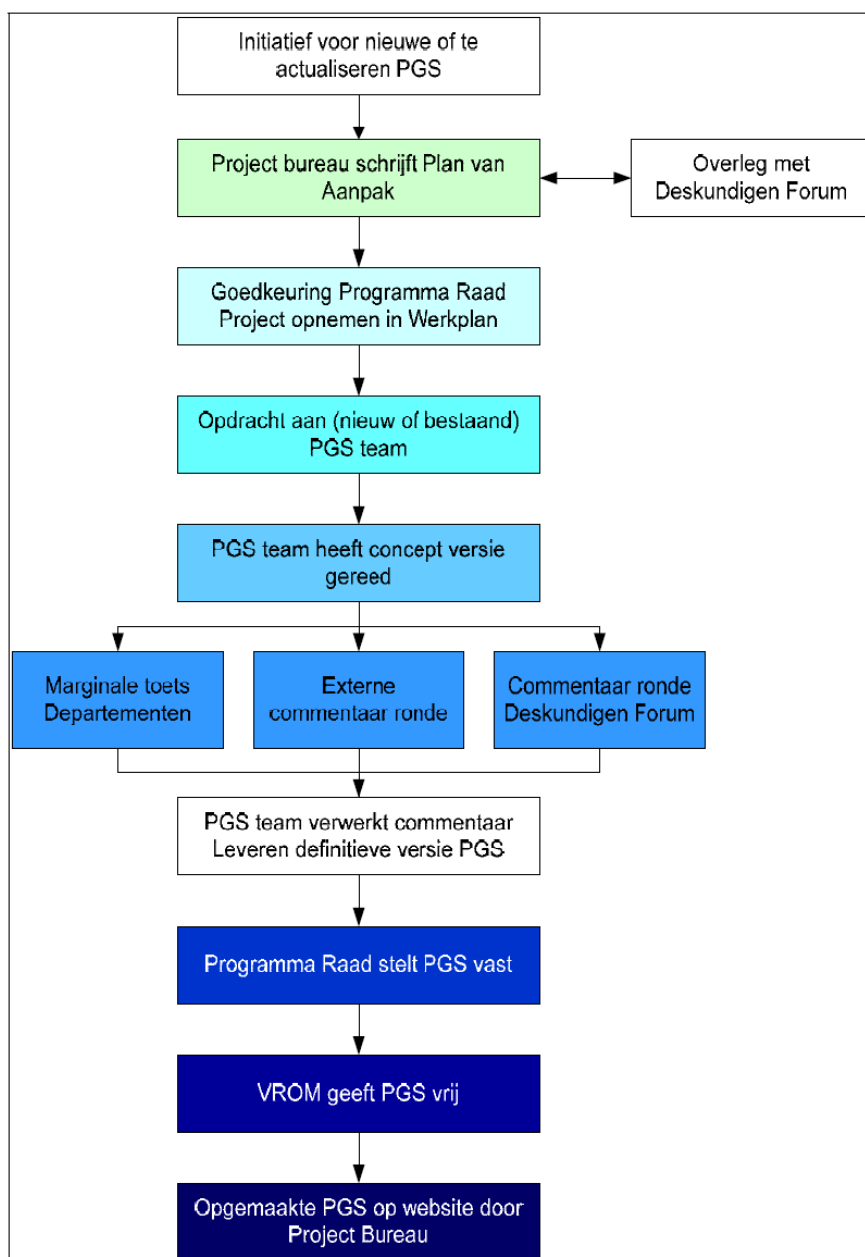 Initiatief voor nieuwe of te
actualiseren PGS
Project bureau schrijft Plan van
Aanpak
Overleg met
Deskundigen Forum
Goedkeuring Programma Raad
Project opnemen in Werkplan
Opdracht aan (nieuw of bestaand)
PGS team
PGS team heeft concept versie
gereed
Marginale toets
Departementen
Externe
commentaar ronde
Commentaar ronde
Deskundigen Forum
PGS team verwerkt commentaar
Leveren definitieve versie PGS
Programma Raad stelt PGS vast
VROM geeft PGS vrij
Opgemaakte PGS op website door
Project Bureau